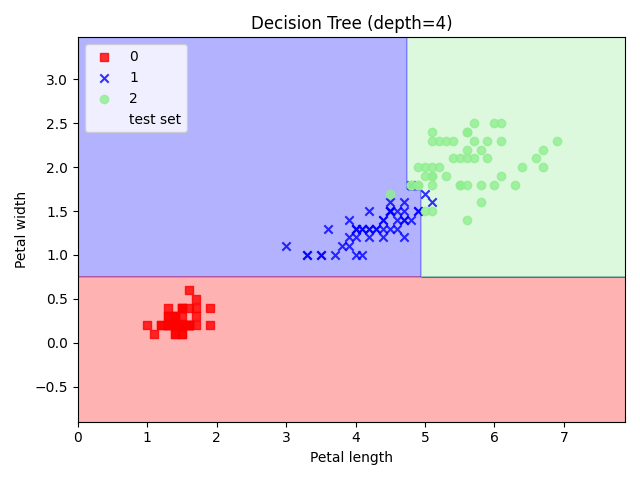 Decision Tree (depth=4)
0
1
2
test set
Petal width
3.0
2.5
2.0
1.5
1.0
0.5
0.0
−0.5
0 1 2 3 4 5 6 7
Petal length